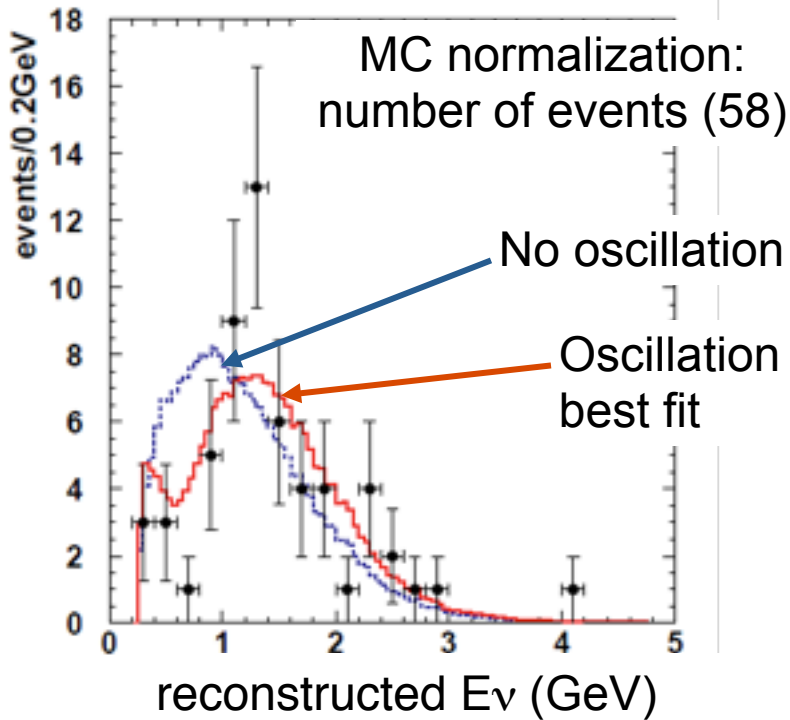 MC normalization:
number of events (58)
No oscillation
Oscillation
best fit
events/0.2GeV
18
16
14
12
10
8
6
4
2
0
0 1 2 3 4 5
reconstructed Eν (GeV)